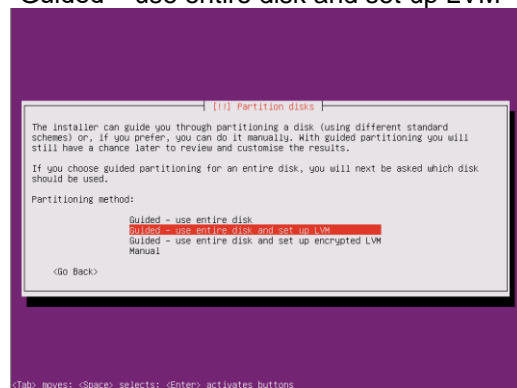 Guided – use entire disk and set up LVM
[!!] Partition disks
The installer can guide you through partitioning a disk (using different standard
schemes) or, if you prefer, you can do it manually. With guided partitioning you will
still have a chance later to review and customise the results.
If you choose guided partitioning for an entire disk, you will next be asked which disk
should be used.
Partitioning method:
Guided - use entire disk
Guided - use entire disk and set up LVM
Guided - use entire disk and set up encrypted LVM
Manual
<Go Back>
<Tab> moves; <Space> selects; <Enter> activates buttons